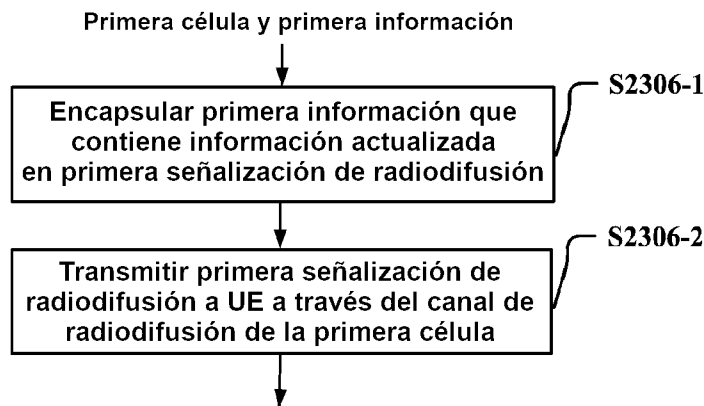 Primera célula y primera información
S2306-1
Encapsular primera información que
contiene información actualizada
en primera señalización de radiodifusión
S2306-2
Transmitir primera señalización de
radiodifusión a UE a través del canal de
radiodifusión de la primera célula